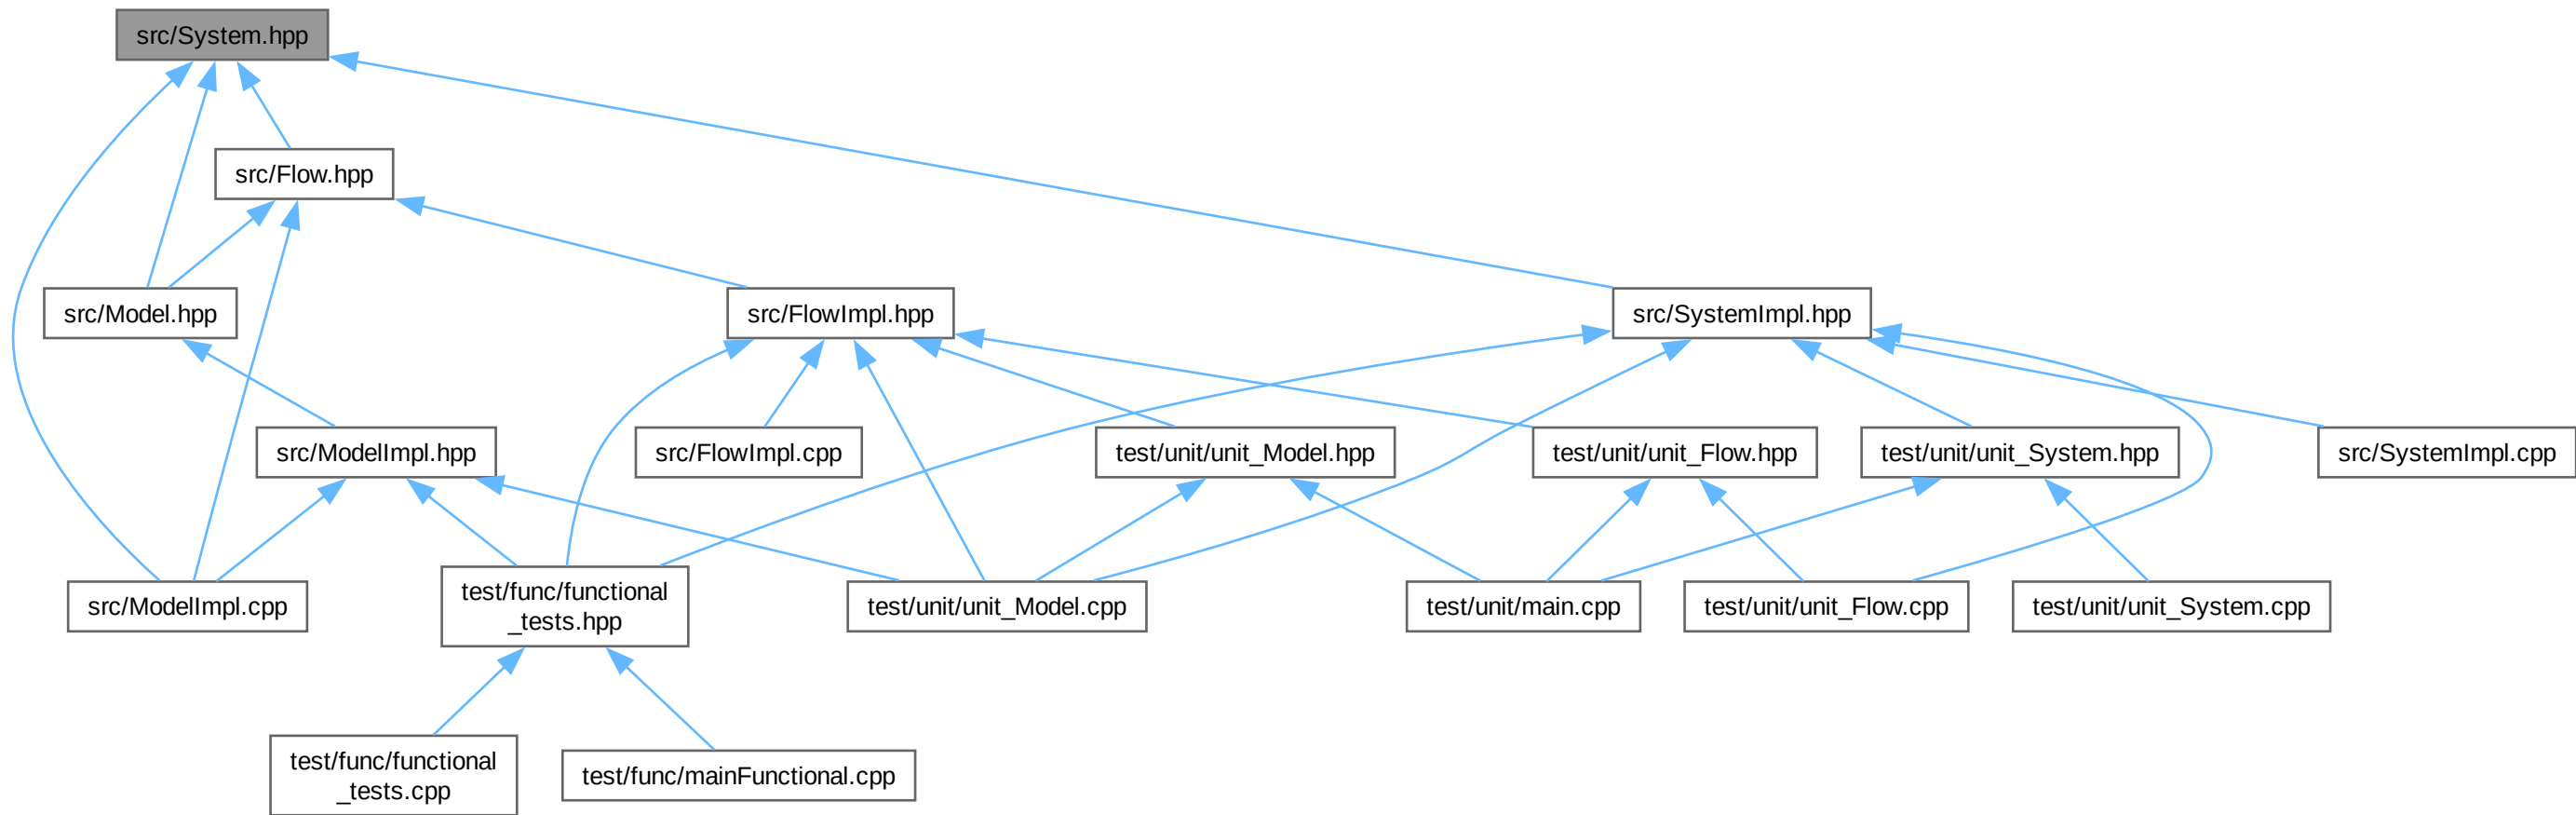 src/System.hpp
src/Flow.hpp
src/Model.hpp
src/FlowImpl.hpp
src/SystemImpl.hpp
src/ModelImpl.hpp
src/FlowImpl.cpp
test/unit/unit_Model.hpp
test/unit/unit_Flow.hpp
test/unit/unit_System.hpp
src/SystemImpl.cpp
src/ModelImpl.cpp
test/func/functional
_tests.hpp
test/unit/unit_Model.cpp
test/unit/main.cpp
test/unit/unit_Flow.cpp
test/unit/unit_System.cpp
test/func/functional
_tests.cpp
test/func/mainFunctional.cpp